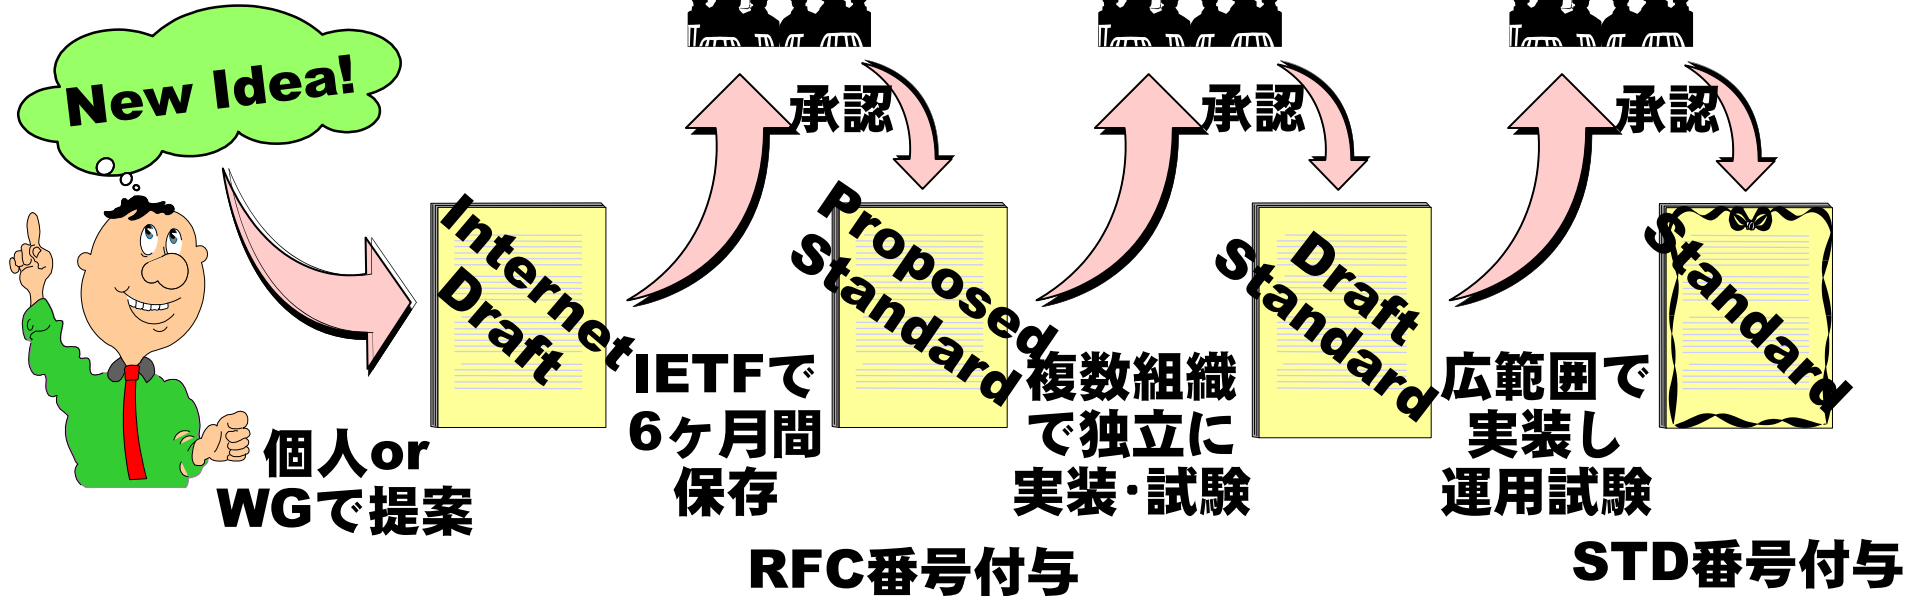 New Idea!
承認
承認
承認
Internet
Draft
Proposed
Standard
Draft
Standard
Standard
個人or
WGで提案
IETFで
6ヶ月間
保存
複数組織
で独立に
実装・試験
広範囲で
実装し
運用試験
RFC番号付与
STD番号付与